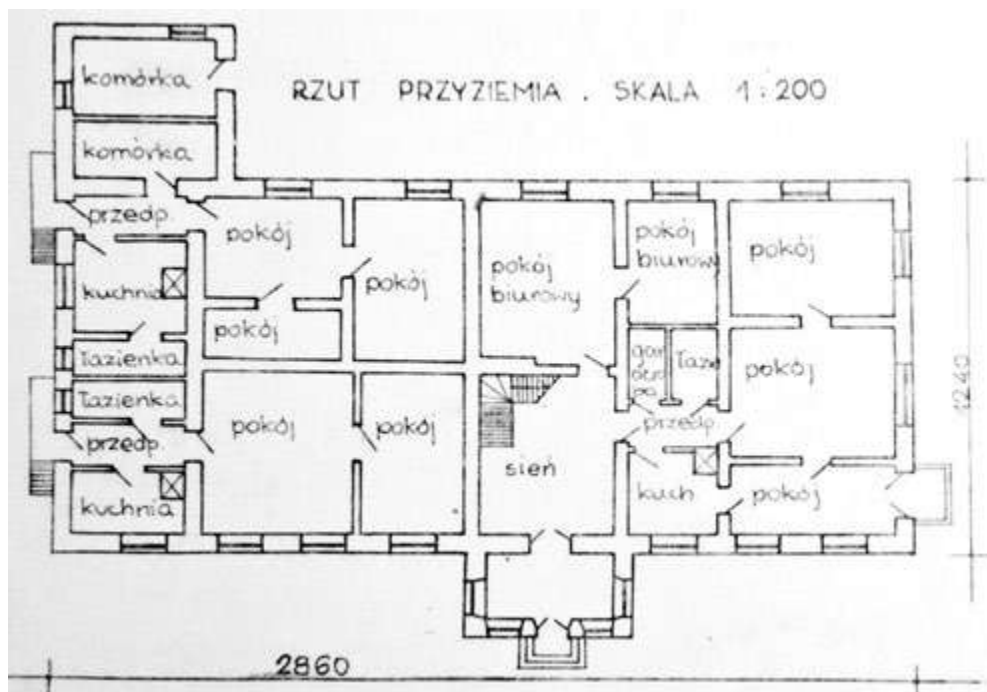 komórka
RZUT PRZYZIEMIA . SKALA 1:200
komórka
przedp.
pokój
pokój
pokój
biurowy
pokój
biurowy
pokój
kuchnia
pokój
łazienka
łazienka
przedp.
pokój
pokój
sień
gar
łaz
pokój
przedp.
kuchnia
kuch
pokój
1240
2860